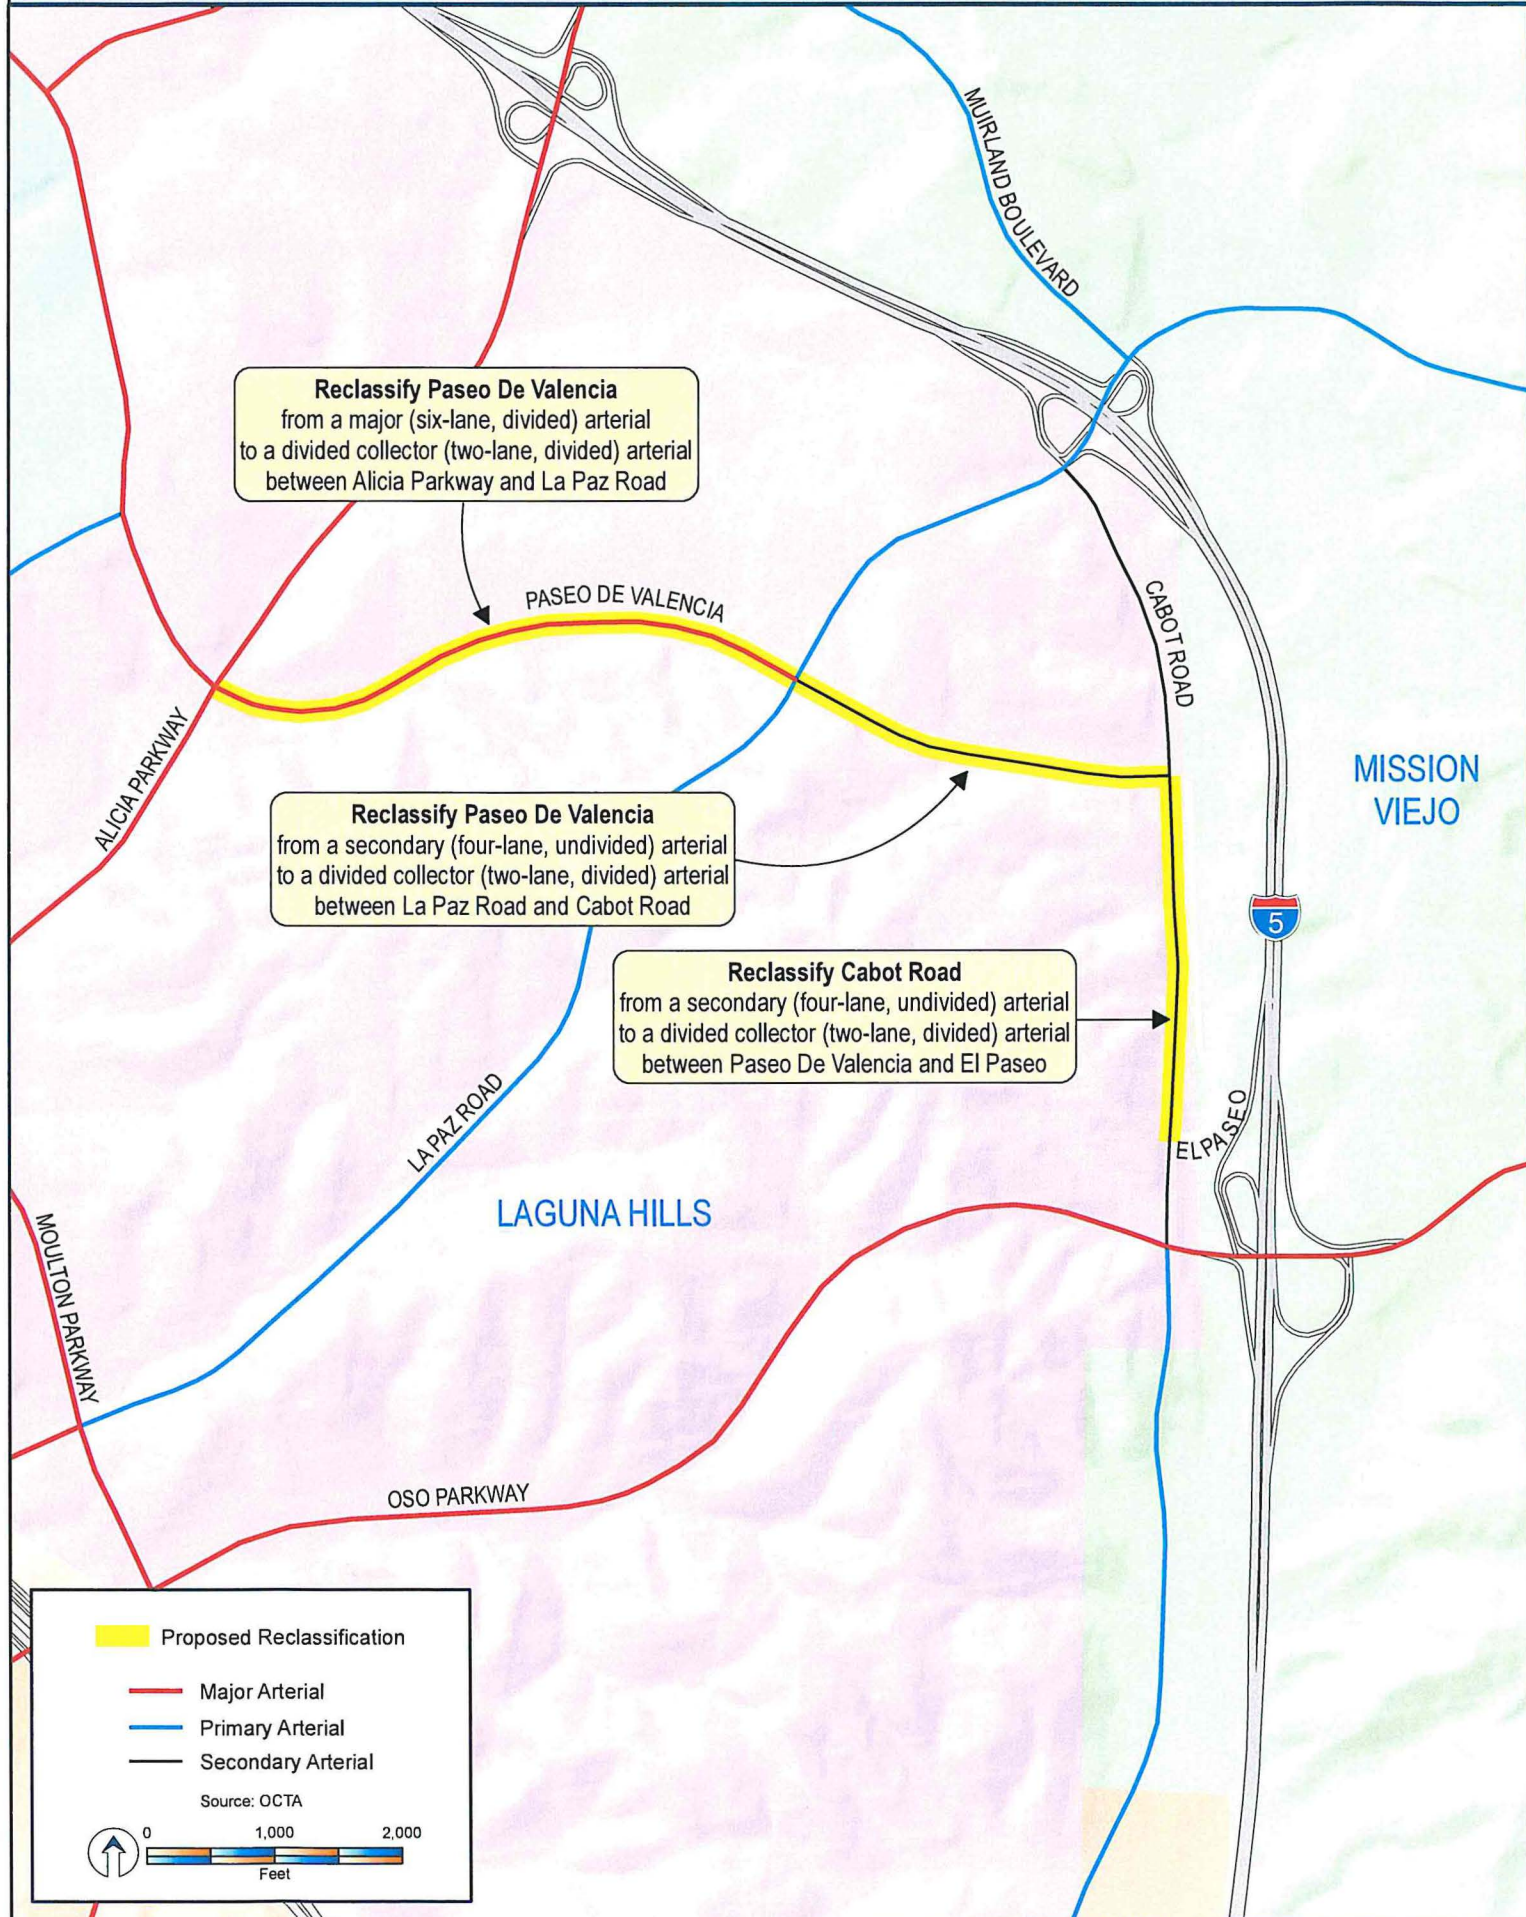 MUIRLAND BOULEVARD
Reclassify Paseo De Valencia
from a major (six-lane, divided) arterial
to a divided collector (two-lane, divided) arterial
between Alicia Parkway and La Paz Road
PASEO DE VALENCIA
CABOT ROAD
ALICIA PARKWAY
MISSION
VIEJO
Reclassify Paseo De Valencia
from a secondary (four-lane, undivided) arterial
to a divided collector (two-lane, divided) arterial
between La Paz Road and Cabot Road
5
Reclassify Cabot Road
from a secondary (four-lane, undivided) arterial
to a divided collector (two-lane, divided) arterial
between Paseo De Valencia and El Paseo
LA PAZ ROAD
EL PASEO
LAGUNA HILLS
MOULTON PARKWAY
OSO PARKWAY
Proposed Reclassification
Major Arterial
Primary Arterial
Secondary Arterial
Source: OCTA
0 1,000 2,000
Feet